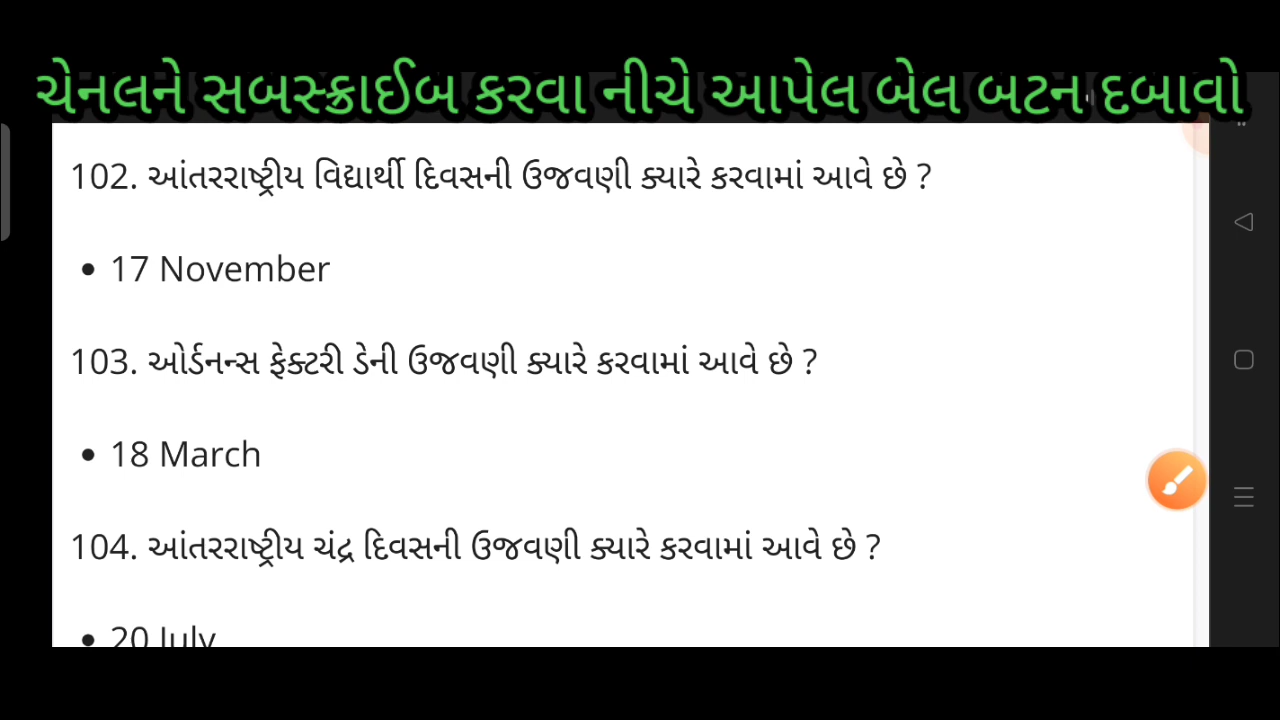 ચેનલને સબસ્ક્રાઈબ કરવા નીચે આપેલ બેલ બટન દબાવો
102. આંતરરાષ્ટ્રીય વિદ્યાર્થી દિવસની ઉજવણી ક્યારે કરવામાં આવે છે ?
• 17 November
103. ઓર્ડનન્સ ફેક્ટરી ડેની ઉજવણી ક્યારે કરવામાં આવે છે ?
• 18 March
104. આંતરરાષ્ટ્રીય ચંદ્ર દિવસની ઉજવણી ક્યારે કરવામાં આવે છે ?
• 20 July